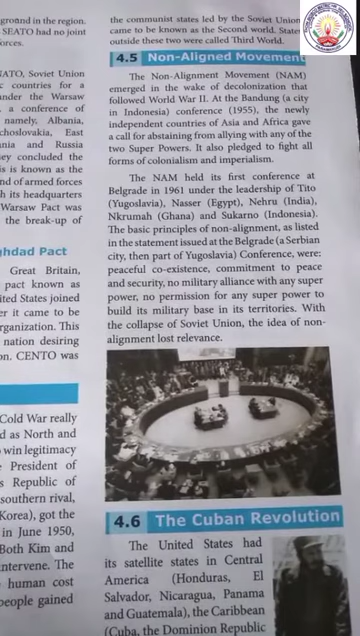 ground in the region.
SEATO had no joint
forces.
NATO, Soviet Union
c countries for a
under the Warsaw
a conference of
namely, Albania,
choslovakia, East
ania and Russia
ey concluded the
is is known as the
nd of armed forces
h its headquarters
Warsaw Pact was
the break-up of
ghdad Pact
Great Britain,
pact known as
ited States joined
er it came to be
rganization. This
nation desiring
on. CENTO was
Cold War really
d as North and
win legitimacy
President of
s Republic of
southern rival,
Korea), got the
in June 1950,
Both Kim and
intervene. The
human cost
people gained
the communist states led by the Soviet Union
came to be known as the Second world. States
outside these two were called Third World.
4.5 Non-Aligned Movement
The Non-Alignment Movement (NAM)
emerged in the wake of decolonization that
followed World War II. At the Bandung (a city
in Indonesia) conference (1955), the newly
independent countries of Asia and Africa gave
a call for abstaining from allying with any of the
two Super Powers. It also pledged to fight all
forms of colonialism and imperialism.
The NAM held its first conference at
Belgrade in 1961 under the leadership of Tito
(Yugoslavia), Nasser (Egypt), Nehru (India),
Nkrumah (Ghana) and Sukarno (Indonesia).
The basic principles of non-alignment, as listed
in the statement issued at the Belgrade (a Serbian
city, then part of Yugoslavia) Conference, were:
peaceful co-existence, commitment to peace
and security, no military alliance with any super
power, no permission for any super power to
build its military base in its territories. With
the collapse of Soviet Union, the idea of non-
alignment lost relevance.
4.6 The Cuban Revolution
The United States had
its satellite states in Central
America (Honduras, El
Salvador, Nicaragua, Panama
and Guatemala), the Caribbean
(Cuba, the Dominion Republic